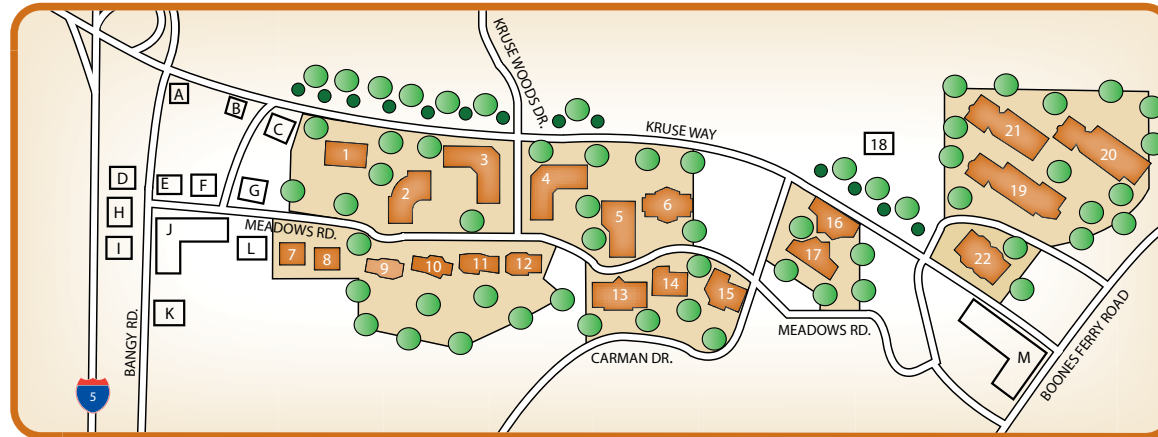 KRUSE WOODS DR.
KRUSE WAY
A
B
C
D
E
F
G
H
I
J
K
L
M
1
2
3
4
5
6
7
8
9
10
11
12
13
14
15
16
17
18
19
20
21
22
MEADOWS RD.
MEADOWS RD.
CARMAN DR.
BANGY RD.
BOONES FERRY ROAD
5